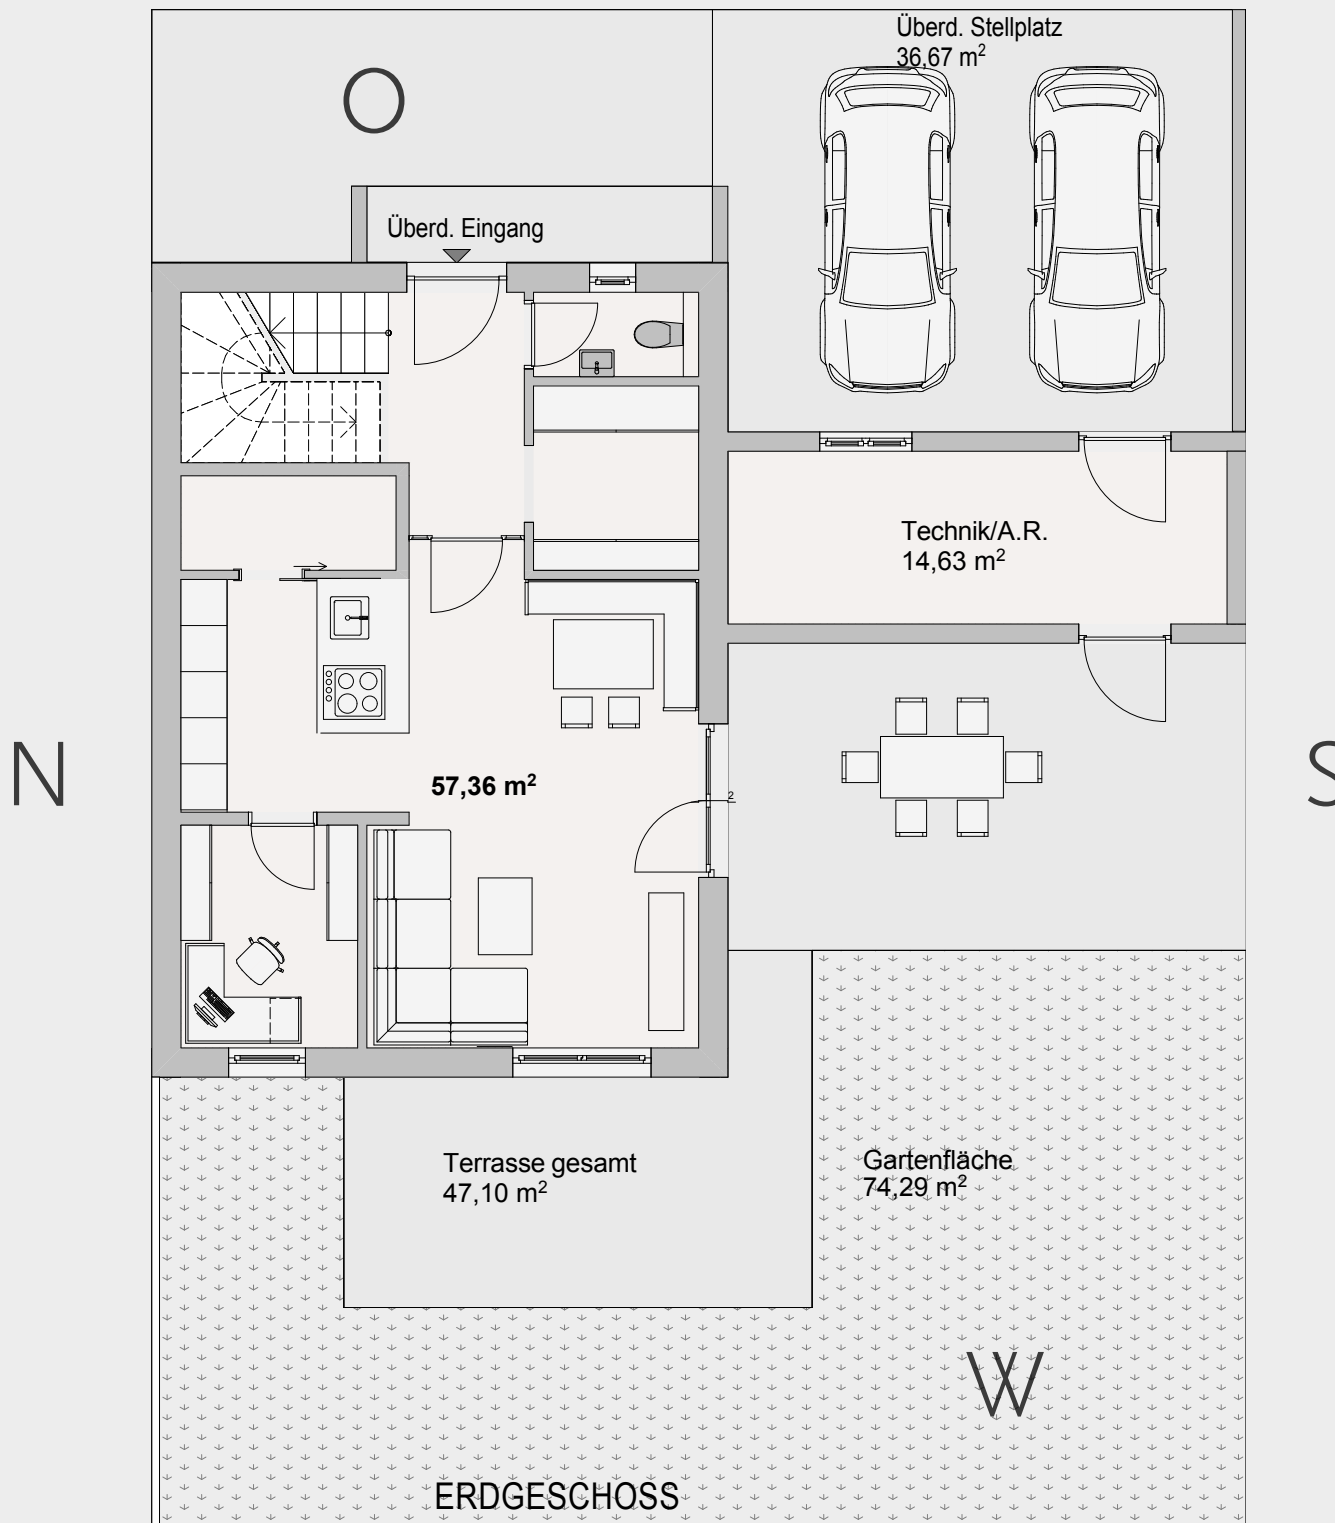 Überd. Stellplatz
36,67 m²
O
Überd. Eingang
Technik/A.R.
14,63 m²
N
S
57,36 m²
2
Terrasse gesamt
47,10 m²
Gartenfläche
74,29 m²
W
ERDGESCHOSS